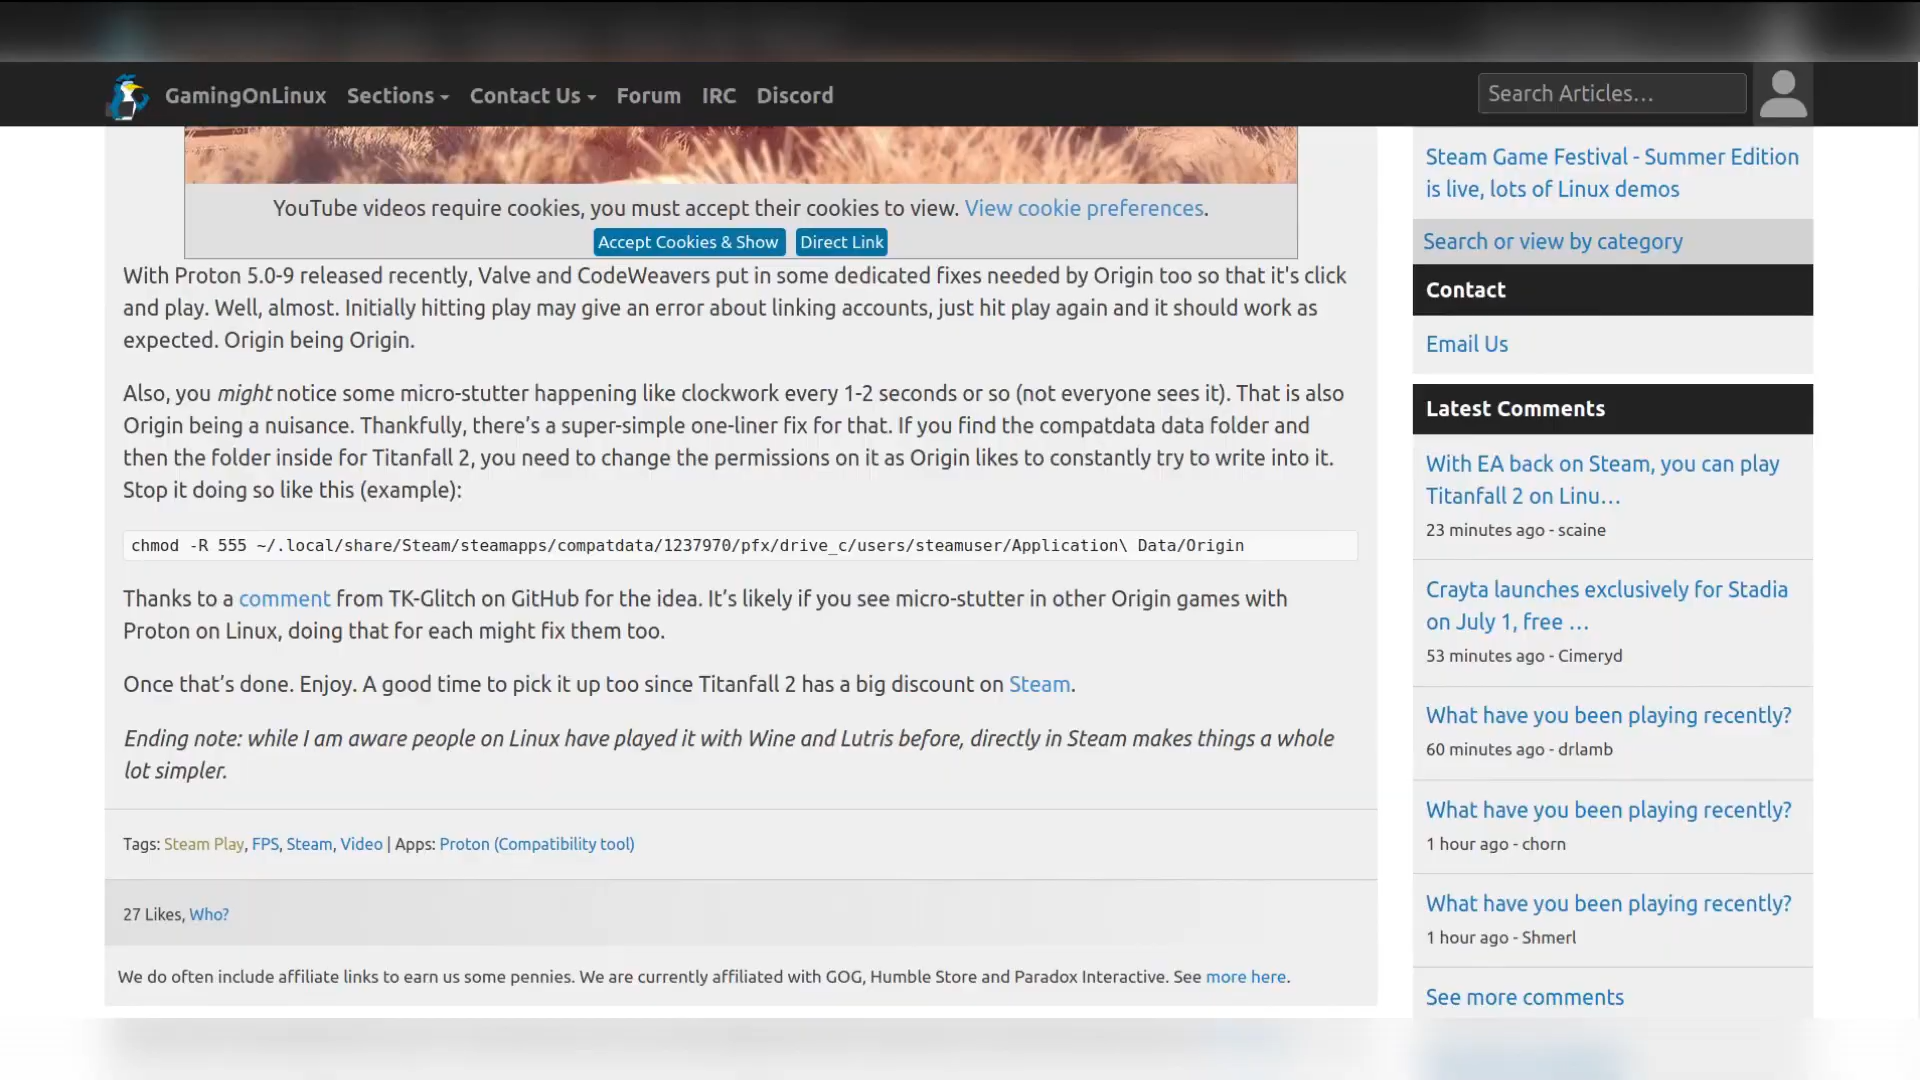 GamingOnLinux Sections Contact Us Forum IRC Discord
Search Articles...
YouTube videos require cookies, you must accept their cookies to view. View cookie preferences.
Accept Cookies & Show Direct Link
With Proton 5.0-9 released recently, Valve and CodeWeavers put in some dedicated fixes needed by Origin too so that it's click
and play. Well, almost. Initially hitting play may give an error about linking accounts, just hit play again and it should work as
expected. Origin being Origin.
Also, you might notice some micro-stutter happening like clockwork every 1-2 seconds or so (not everyone sees it). That is also
Origin being a nuisance. Thankfully, there's a super-simple one-liner fix for that. If you find the compatdata data folder and
then the folder inside for Titanfall 2, you need to change the permissions on it as Origin likes to constantly try to write into it.
Stop it doing so like this (example):
chmod -R 555 ~/.local/share/Steam/steamapps/compatdata/1237970/pfx/drive_c/users/steamuser/Application\ Data/Origin
Thanks to a comment from TK-Glitch on GitHub for the idea. It's likely if you see micro-stutter in other Origin games with
Proton on Linux, doing that for each might fix them too.
Once that's done. Enjoy. A good time to pick it up too since Titanfall 2 has a big discount on Steam.
Ending note: while I am aware people on Linux have played it with Wine and Lutris before, directly in Steam makes things a whole
lot simpler.
Tags: Steam Play, FPS, Steam, Video | Apps: Proton (Compatibility tool)
27 Likes, Who?
We do often include affiliate links to earn us some pennies. We are currently affiliated with GOG, Humble Store and Paradox Interactive. See more here.
Steam Game Festival - Summer Edition
is live, lots of Linux demos
Search or view by category
Contact
Email Us
Latest Comments
With EA back on Steam, you can play
Titanfall 2 on Linu...
23 minutes ago - scaine
Crayta launches exclusively for Stadia
on July 1, free ...
53 minutes ago - Cimeryd
What have you been playing recently?
60 minutes ago - drlamb
What have you been playing recently?
1 hour ago - chorn
What have you been playing recently?
1 hour ago - Shmerl
See more comments